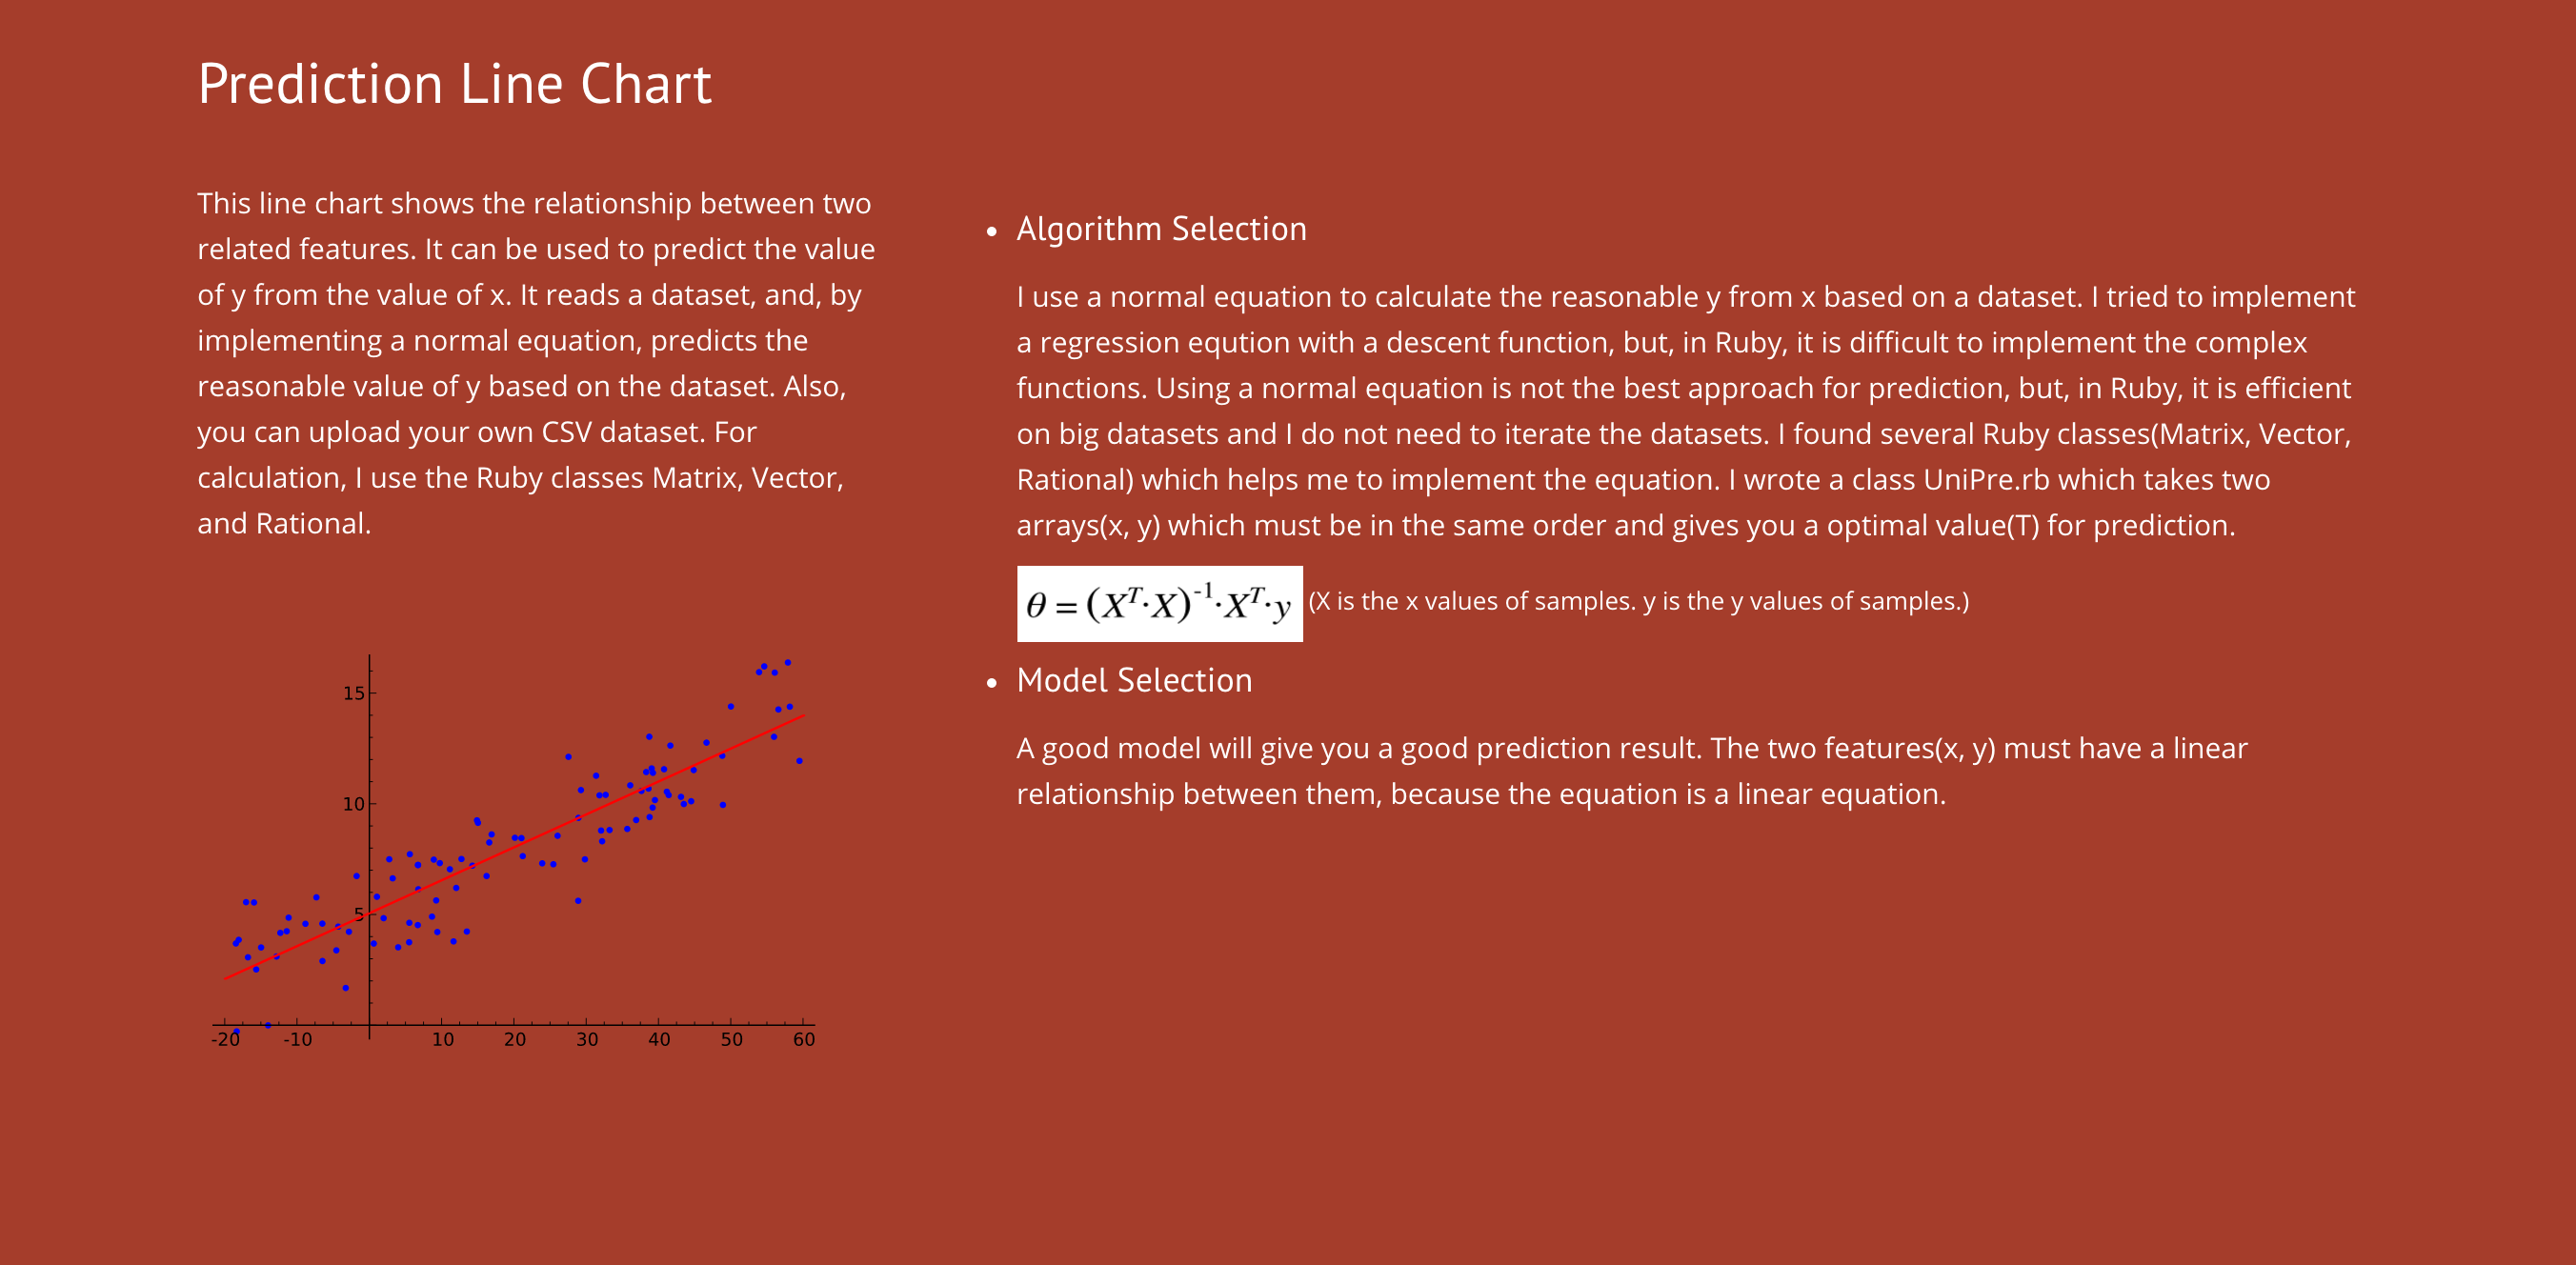 Prediction Line Chart
This line chart shows the relationship between two
related features. It can be used to predict the value
of y from the value of x. It reads a dataset, and, by
implementing a normal equation, predicts the
reasonable value of y based on the dataset. Also,
you can upload your own CSV dataset. For
calculation, I use the Ruby classes Matrix, Vector,
and Rational.
15
10
5
-20 -10 10 20 30 40 50 60
• Algorithm Selection
I use a normal equation to calculate the reasonable y from x based on a dataset. I tried to implement
a regression eqution with a descent function, but, in Ruby, it is difficult to implement the complex
functions. Using a normal equation is not the best approach for prediction, but, in Ruby, it is efficient
on big datasets and I do not need to iterate the datasets. I found several Ruby classes(Matrix, Vector,
Rational) which helps me to implement the equation. I wrote a class UniPre.rb which takes two
arrays(x, y) which must be in the same order and gives you a optimal value(T) for prediction.
θ = (Xᵀ·X)⁻¹·Xᵀ·y (X is the x values of samples. y is the y values of samples.)
• Model Selection
A good model will give you a good prediction result. The two features(x, y) must have a linear
relationship between them, because the equation is a linear equation.